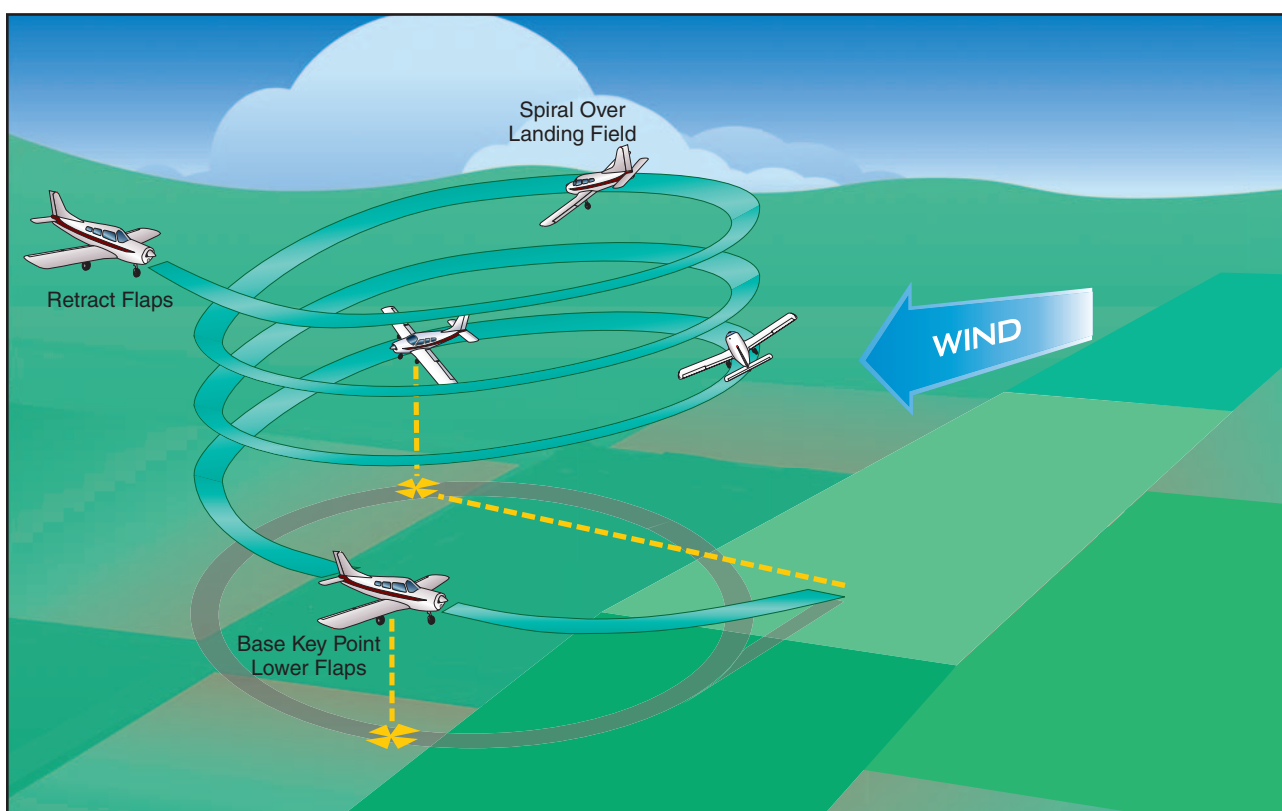 Spiral Over
Landing Field
Retract Flaps
WIND
Base Key Point
Lower Flaps